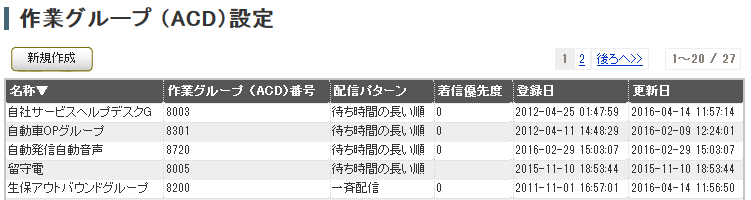 作業グループ（ACD）設定
新規作成
1 2 後ろへ>> 1～20 / 27
名称▼ 作業グループ（ACD）番号 配信パターン 着信優先度 登録日 更新日
自社サービスヘルプデスクG 8003 待ち時間の長い順 0 2012-04-25 01:47:59 2016-04-14 11:57:14
自動車OPグループ 8301 待ち時間の長い順 0 2012-04-11 14:48:29 2016-02-09 12:24:01
自動発信自動音声 8720 待ち時間の長い順 0 2016-02-29 15:03:07 2016-02-29 15:03:07
留守電 8005 待ち時間の長い順 2015-11-10 18:53:44 2015-11-10 18:53:44
生保アウトバウンドグループ 8200 一斉配信 0 2011-11-01 16:57:01 2016-04-14 11:56:50